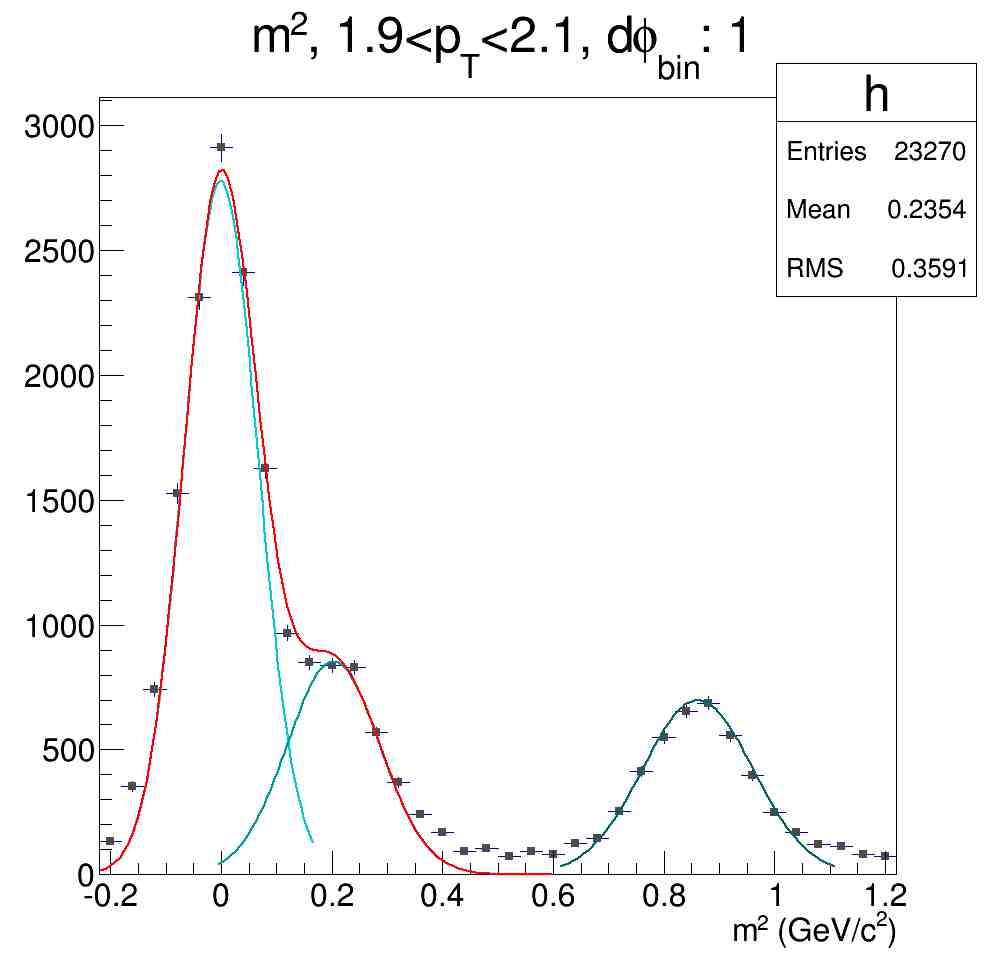 m², 1.9<p_T<2.1, dϕ_bin: 1
h
Entries 23270
Mean 0.2354
RMS 0.3591
3000
2500
2000
1500
1000
500
0
-0.2 0 0.2 0.4 0.6 0.8 1 1.2
m² (GeV/c²)